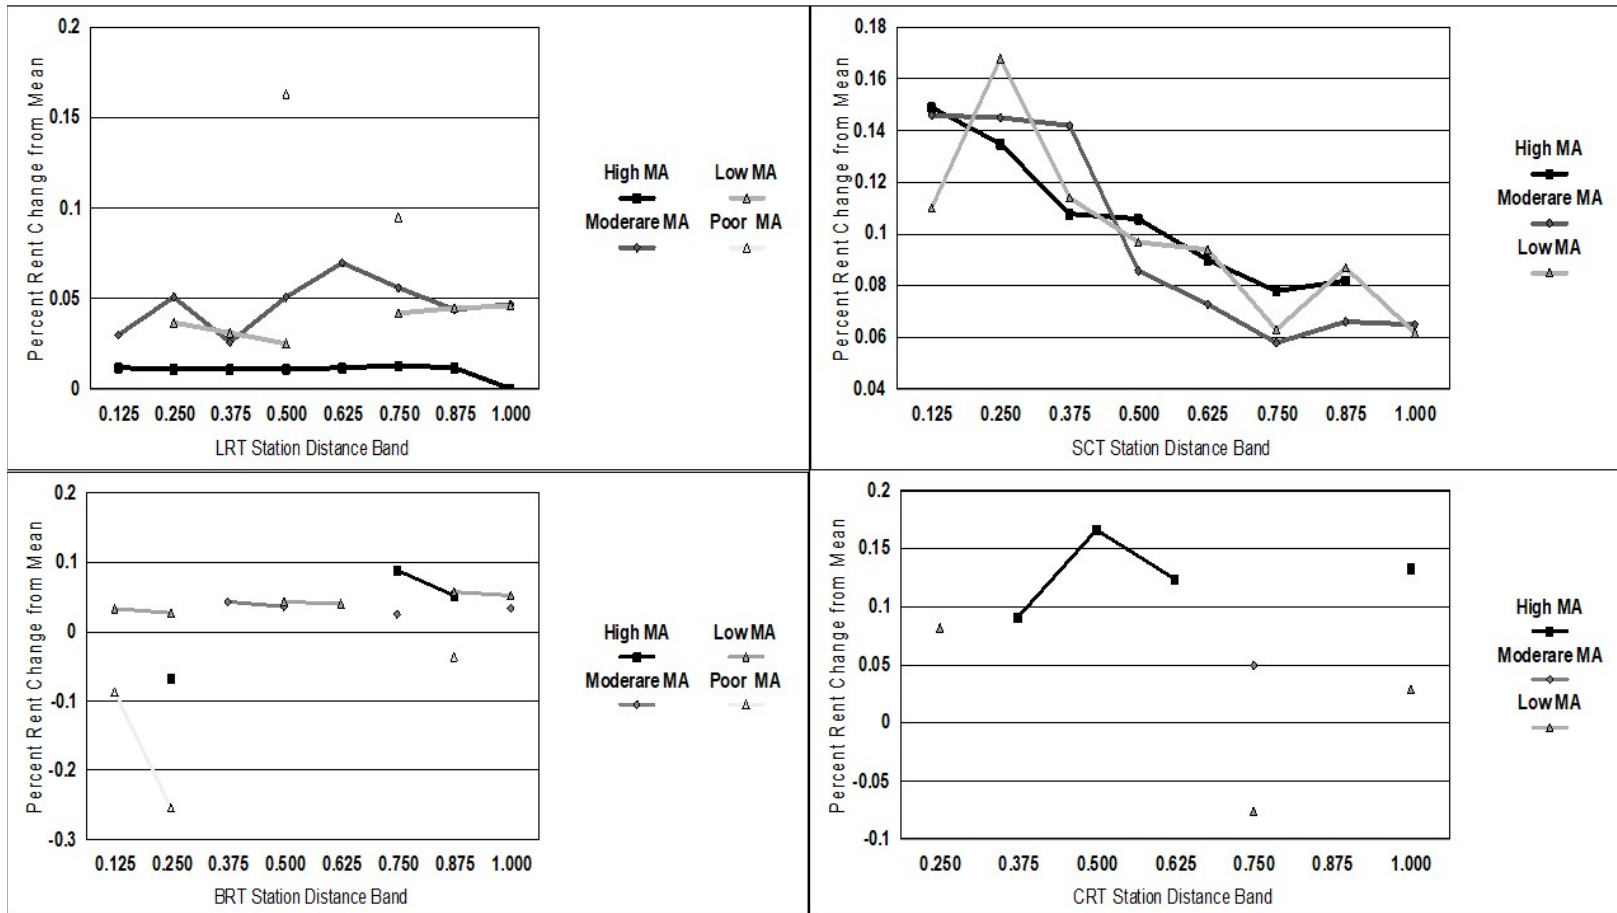 Percent Rent Change from Mean
0.2
0.15
0.1
0.05
0
0.125 0.250 0.375 0.500 0.625 0.750 0.875 1.000
LRT Station Distance Band
High MA Low MA
Moderare MA Poor MA
Percent Rent Change from Mean
0.18
0.16
0.14
0.12
0.1
0.08
0.06
0.04
0.125 0.250 0.375 0.500 0.625 0.750 0.875 1.000
SCT Station Distance Band
High MA
Moderare MA
Low MA
Percent Rent Change from Mean
0.2
0.1
0
-0.1
-0.2
-0.3
0.125 0.250 0.375 0.500 0.625 0.750 0.875 1.000
BRT Station Distance Band
High MA Low MA
Moderare MA Poor MA
Percent Rent Change from Mean
0.2
0.15
0.1
0.05
0
-0.05
-0.1
0.250 0.375 0.500 0.625 0.750 0.875 1.000
CRT Station Distance Band
High MA
Moderare MA
Low MA